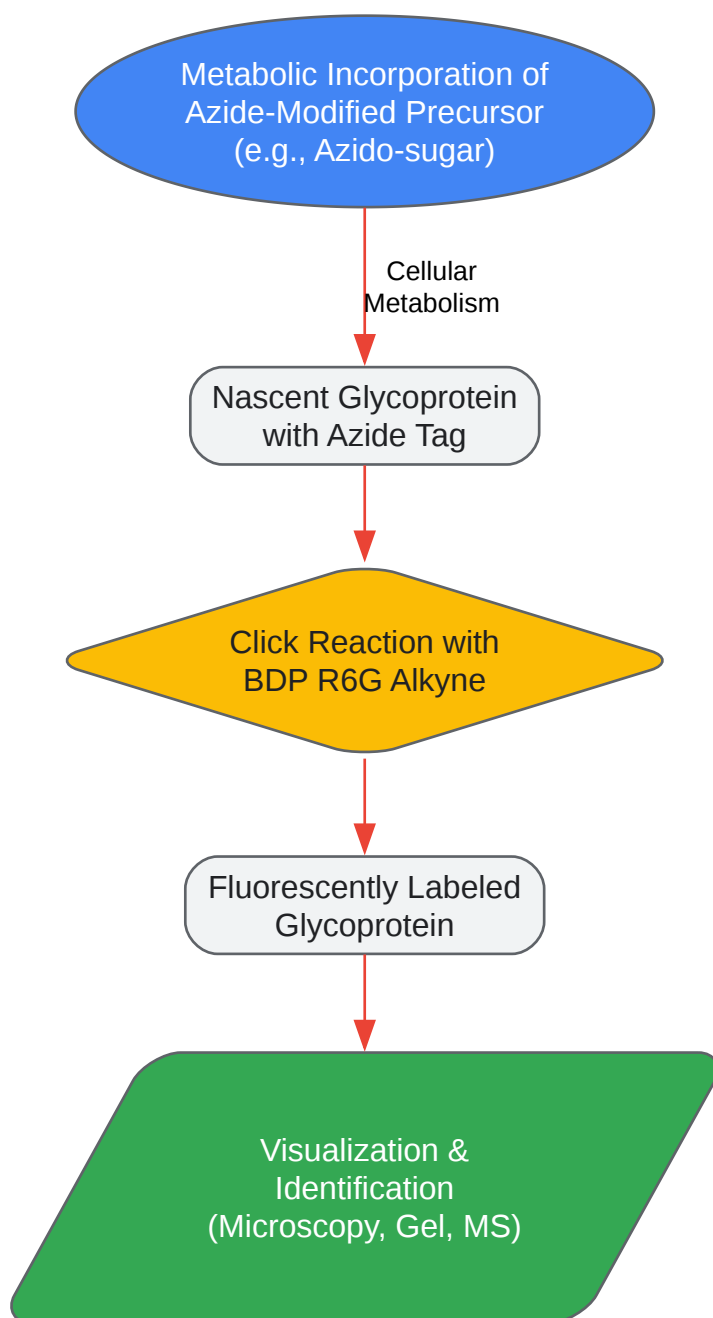 Metabolic Incorporation of
Azide-Modified Precursor
(e.g., Azido-sugar)
Cellular
Metabolism
Nascent Glycoprotein
with Azide Tag
Click Reaction with
BDP R6G Alkyne
Fluorescently Labeled
Glycoprotein
Visualization &
Identification
(Microscopy, Gel, MS)